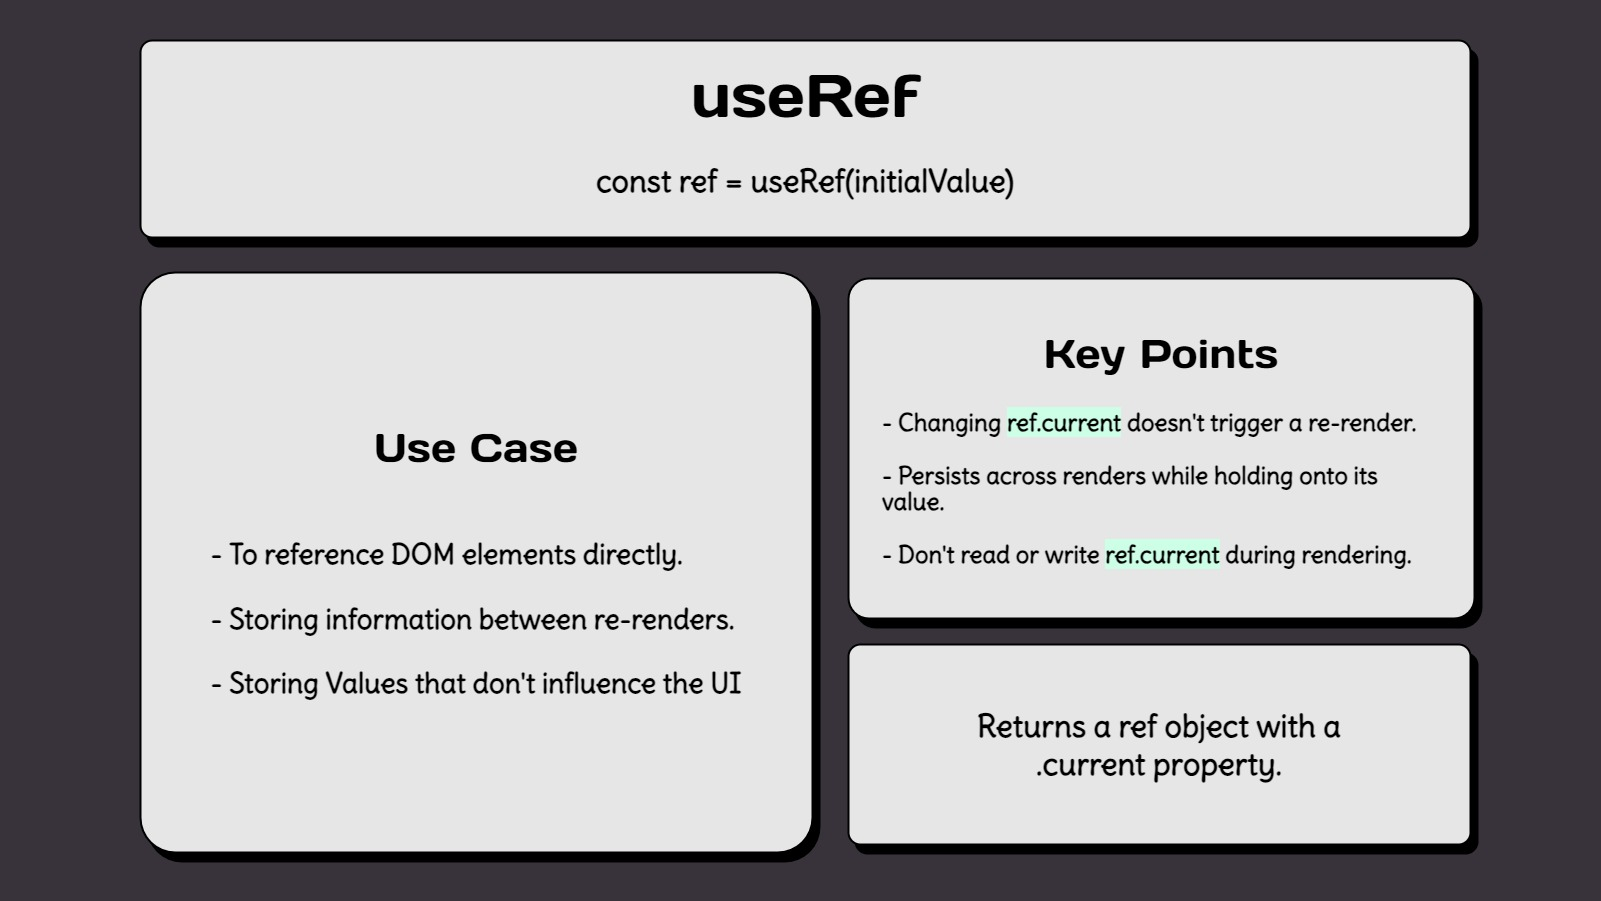 useRef
const ref = useRef(initialValue)
Use Case
- To reference DOM elements directly.
- Storing information between re-renders.
- Storing Values that don't influence the UI
Key Points
- Changing ref.current doesn't trigger a re-render.
- Persists across renders while holding onto its
value.
- Don't read or write ref.current during rendering.
Returns a ref object with a
.current property.